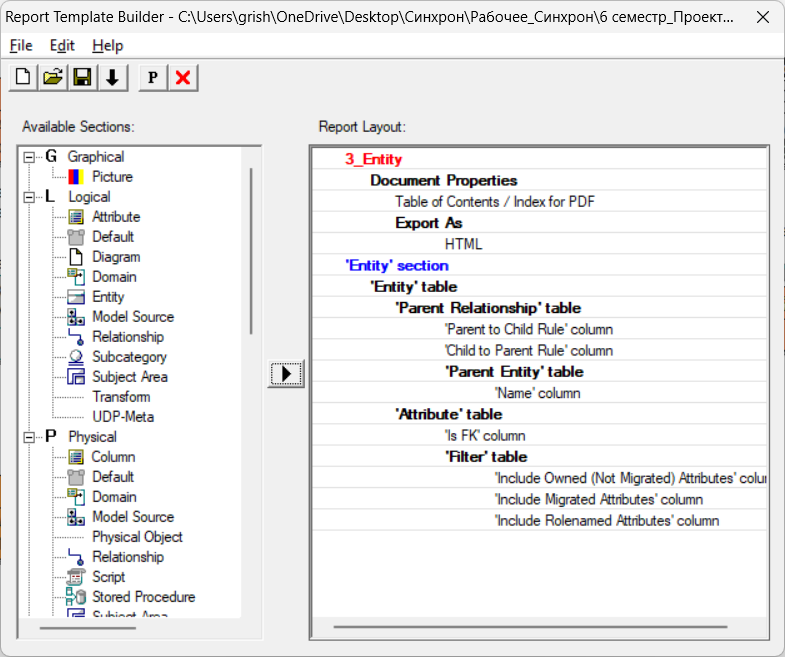 Report Template Builder - C:\Users\grish\OneDrive\Desktop\Синхрон\Рабочее_Синхрон\6 семестр_Проект...
File Edit Help
P
Available Sections:
G Graphical
Picture
L Logical
Attribute
Default
Diagram
Domain
Entity
Model Source
Relationship
Subcategory
Subject Area
Transform
UDP-Meta
P Physical
Column
Default
Domain
Model Source
Physical Object
Relationship
Script
Stored Procedure
Subject Area
Report Layout:
3_Entity
Document Properties
Table of Contents / Index for PDF
Export As
HTML
'Entity' section
'Entity' table
'Parent Relationship' table
'Parent to Child Rule' column
'Child to Parent Rule' column
'Parent Entity' table
'Name' column
'Attribute' table
'Is FK' column
'Filter' table
'Include Owned (Not Migrated) Attributes' colu
'Include Migrated Attributes' column
'Include Rolenamed Attributes' column